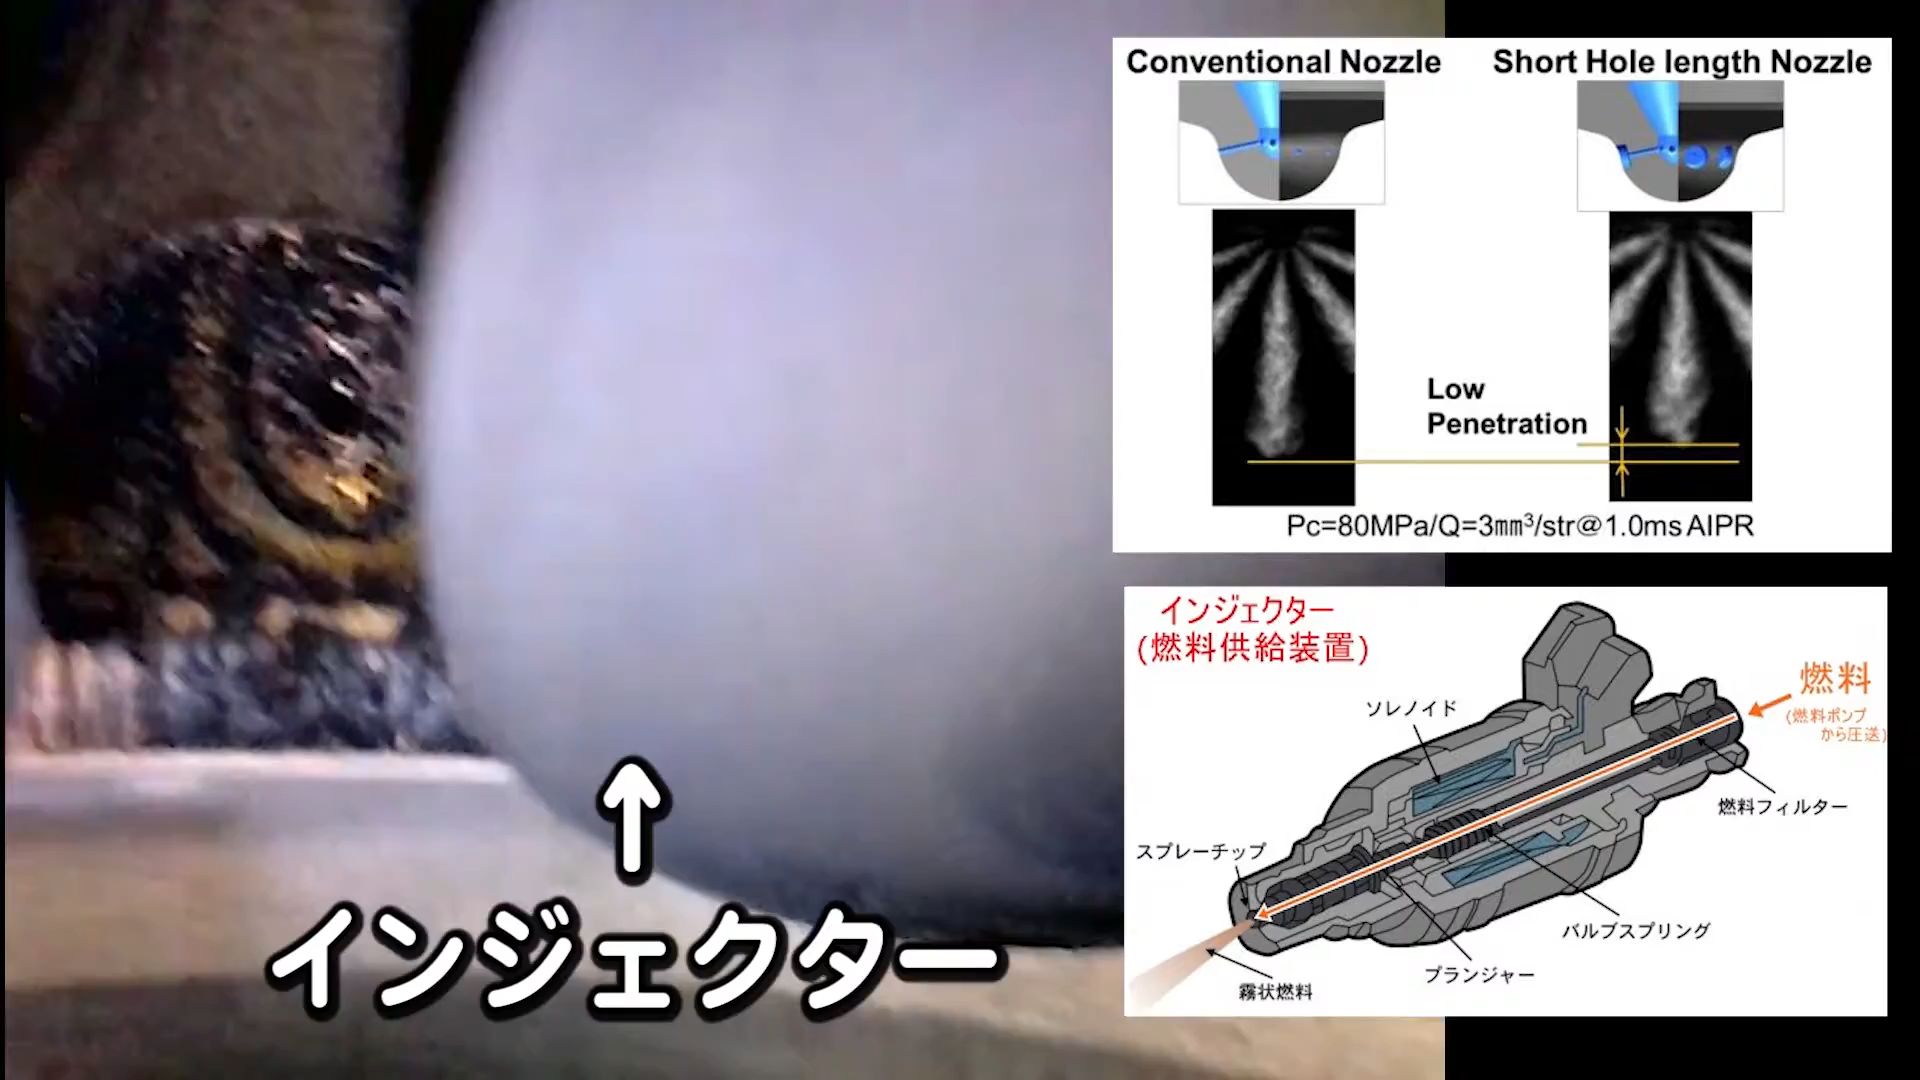 Conventional Nozzle
Short Hole length Nozzle
Low
Penetration
Pc=80MPa/Q=3mm³/str@1.0ms AIPR
インジェクター
(燃料供給装置)
燃料
(燃料ポンプ
から圧送)
ソレノイド
燃料フィルター
スプレーチップ
バルブスプリング
プランジャー
霧状燃料
↑
インジェクター